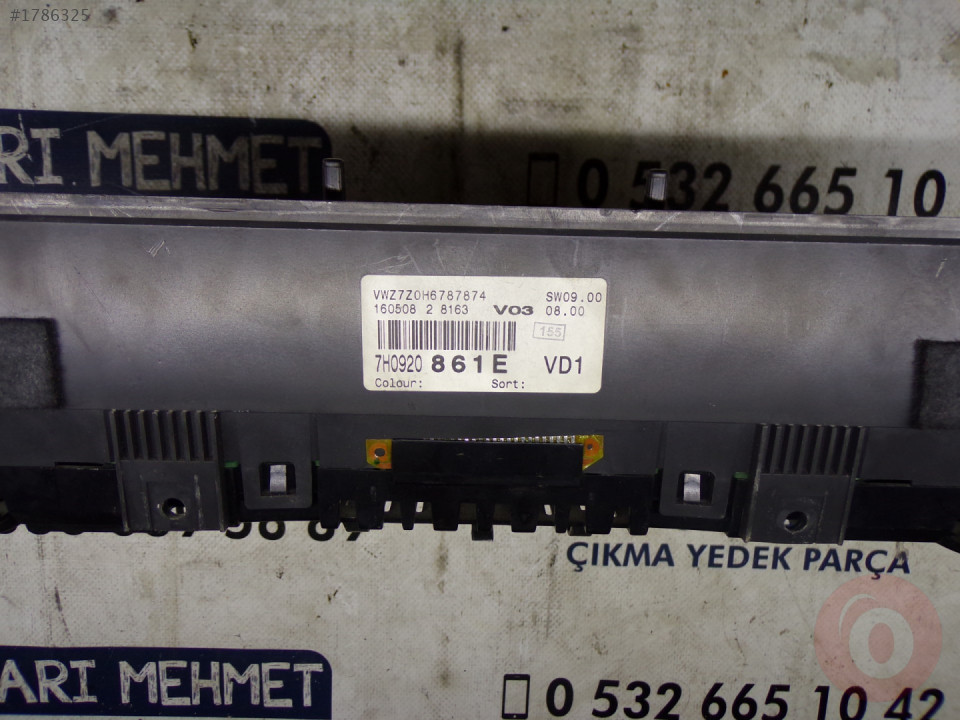 #1786325
ARI MEHMET
0 532 665 10
VWZ7Z0H6787874 SW09.00
160508 2 8163 V03 08.00
155
7H0920 861E VD1
Colour: Sort:
ÇIKMA YEDEK PARÇA
ARI MEHMET
0 532 665 10 42